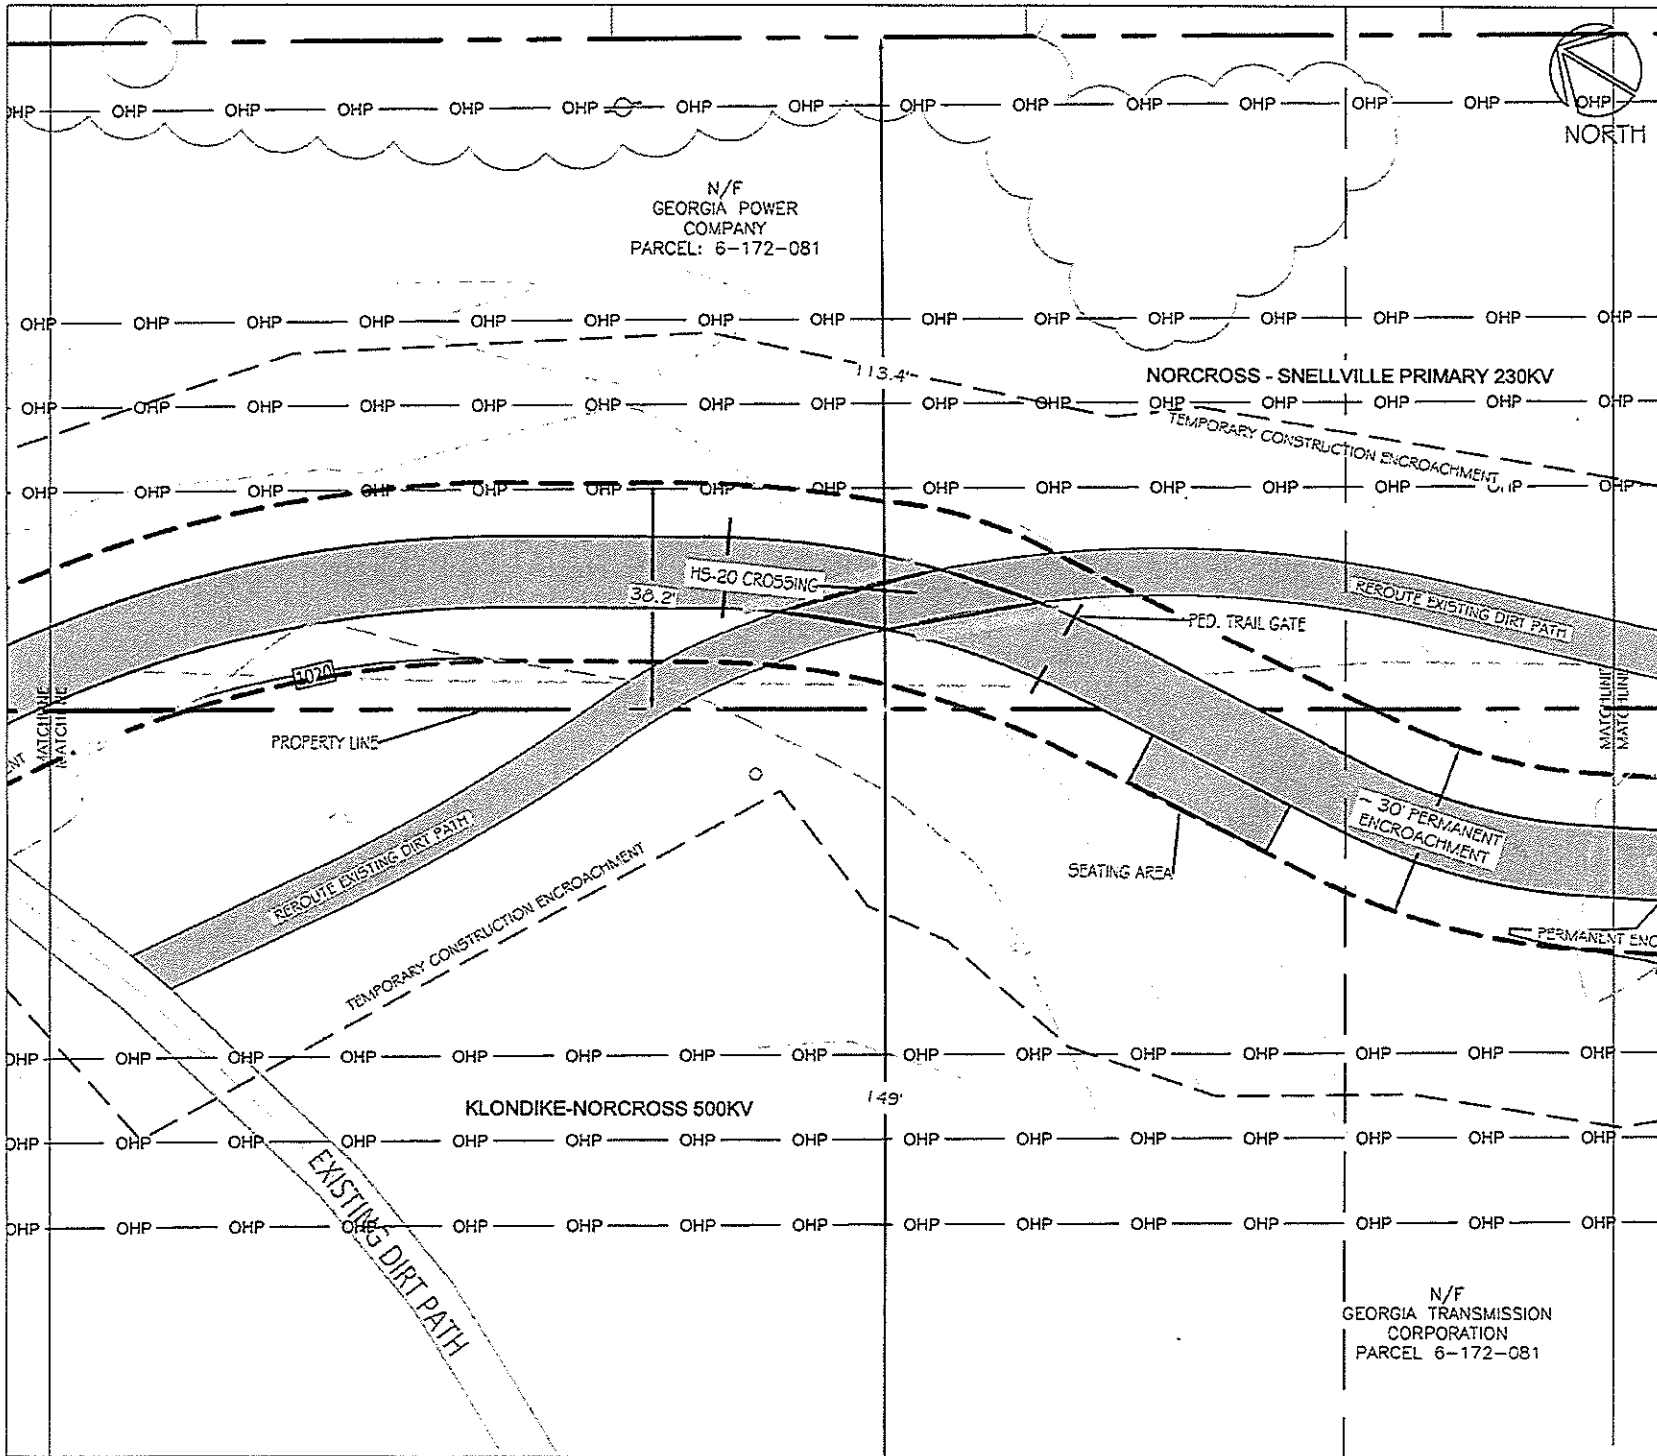 OHP OHP OHP OHP OHP OHP OHP OHP OHP OHP OHP OHP OHP OHP OHP
NORTH
N/F
GEORGIA POWER
COMPANY
PARCEL: 6-172-081
OHP OHP OHP OHP OHP OHP OHP OHP OHP OHP OHP OHP OHP OHP OHP
113.4'
NORCROSS - SNELLVILLE PRIMARY 230KV
OHP OHP OHP OHP OHP OHP OHP OHP OHP OHP OHP OHP OHP OHP OHP
TEMPORARY CONSTRUCTION ENCROACHMENT
OHP OHP OHP OHP OHP OHP OHP OHP OHP OHP OHP OHP OHP OHP OHP
HS-20 CROSSING
38.2'
REROUTE EXISTING DIRT PATH
PED. TRAIL GATE
1020
MATCHLINE
MATCHLINE
MATCHLINE
MATCHLINE
PROPERTY LINE
ENT
~ 30' PERMANENT
ENCROACHMENT
REROUTE EXISTING DIRT PATH
SEATING AREA
TEMPORARY CONSTRUCTION ENCROACHMENT
PERMANENT ENC
OHP OHP OHP OHP OHP OHP OHP OHP OHP OHP OHP OHP OHP OHP OHP
KLONDIKE-NORCROSS 500KV
149'
OHP OHP OHP OHP OHP OHP OHP OHP OHP OHP OHP OHP OHP OHP OHP
EXISTING DIRT PATH
OHP OHP OHP OHP OHP OHP OHP OHP OHP OHP OHP OHP OHP OHP OHP
N/F
GEORGIA TRANSMISSION
CORPORATION
PARCEL 6-172-081